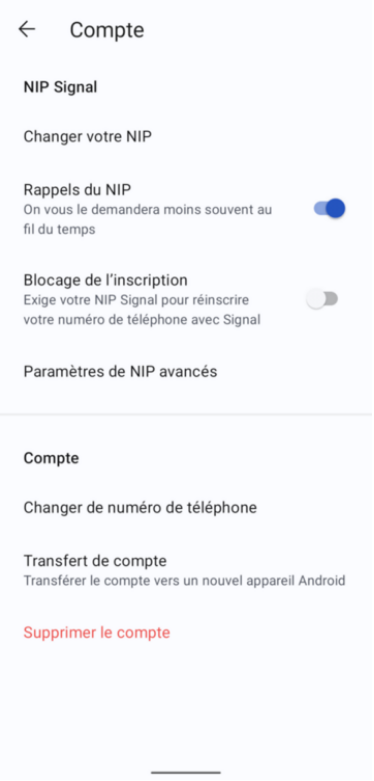 Compte
NIP Signal
Changer votre NIP
Rappels du NIP
On vous le demandera moins souvent au
fil du temps
Blocage de l'inscription
Exige votre NIP Signal pour réinscrire
votre numéro de téléphone avec Signal
Paramètres de NIP avancés
Compte
Changer de numéro de téléphone
Transfert de compte
Transférer le compte vers un nouvel appareil Android
Supprimer le compte